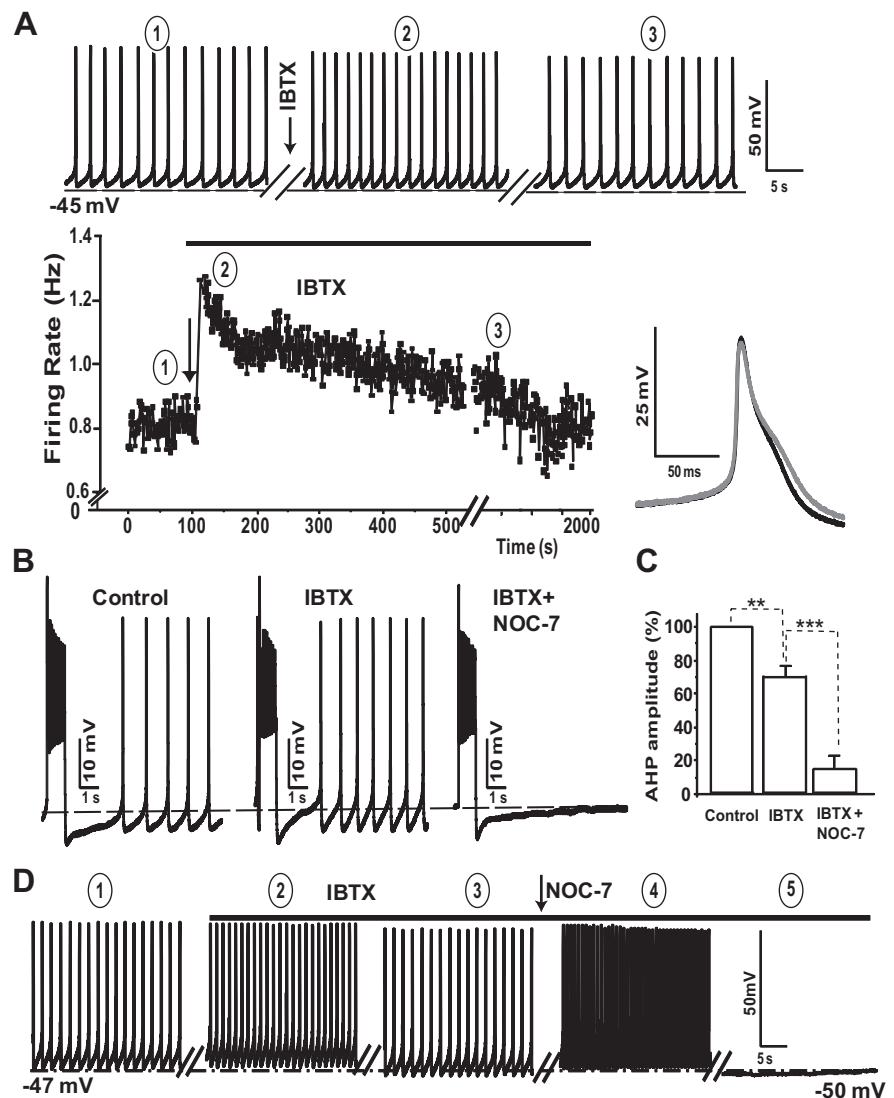 A
1
2
3
IBTX
50 mV
5 s
-45 mV
1.4
1.2
1.0
0.8
0.6
0
Firing Rate (Hz)
IBTX
1
2
3
0
100
200
300
400
500
2000
Time (s)
25 mV
50 ms
B
Control
IBTX
IBTX+
NOC-7
10 mV
1 s
10 mV
1 s
10 mV
1 s
C
**
***
AHP amplitude (%)
100
80
60
40
20
0
Control
IBTX
IBTX+
NOC-7
D
1
2
IBTX
3
NOC-7
4
5
50mV
5 s
-47 mV
-50 mV